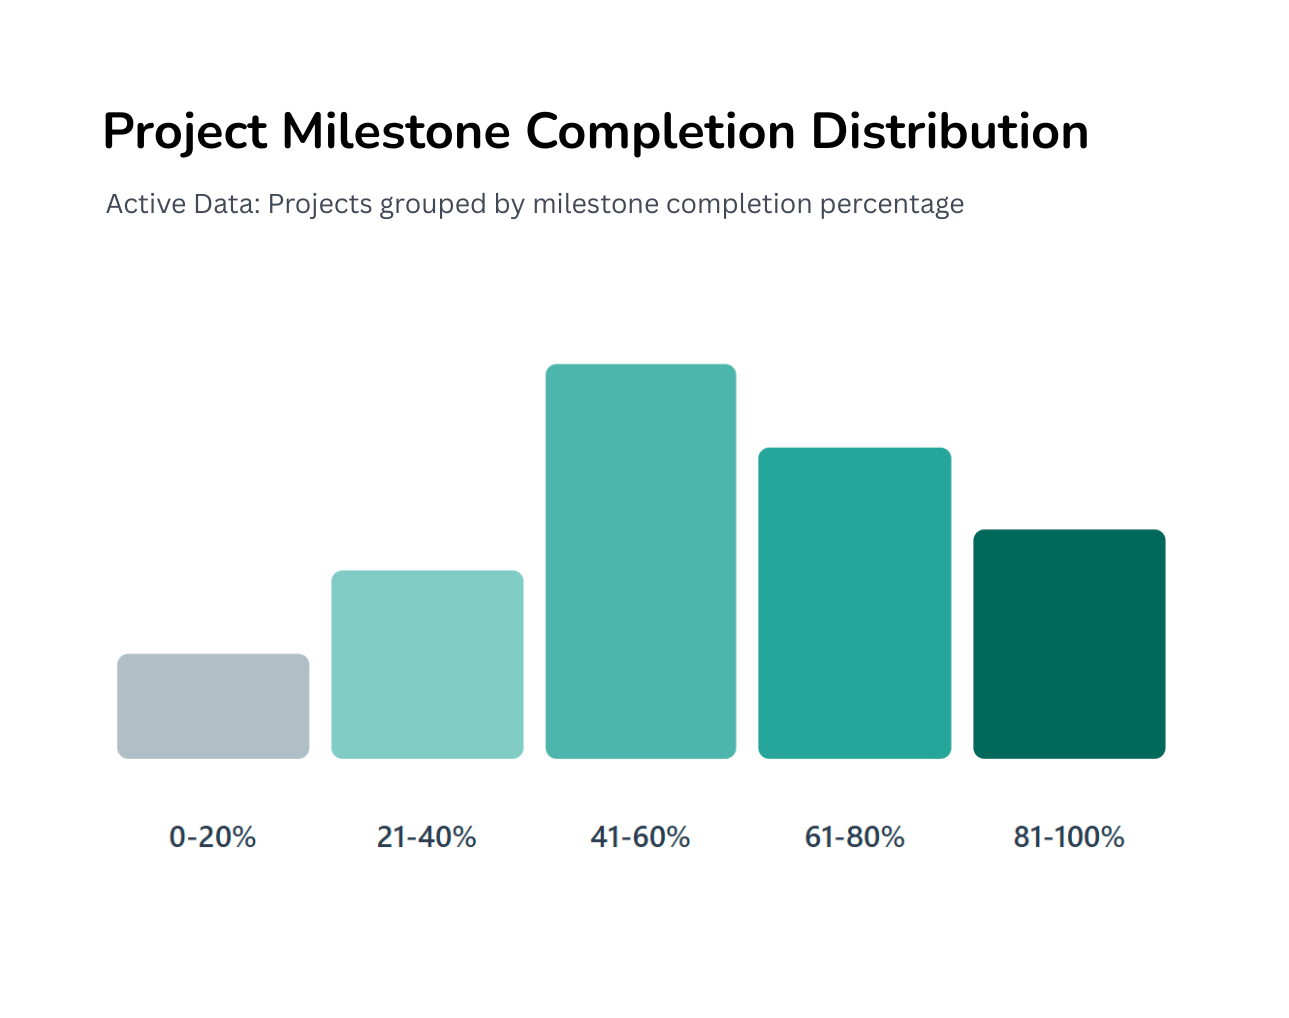 Project Milestone Completion Distribution
Active Data: Projects grouped by milestone completion percentage
0-20% 21-40% 41-60% 61-80% 81-100%